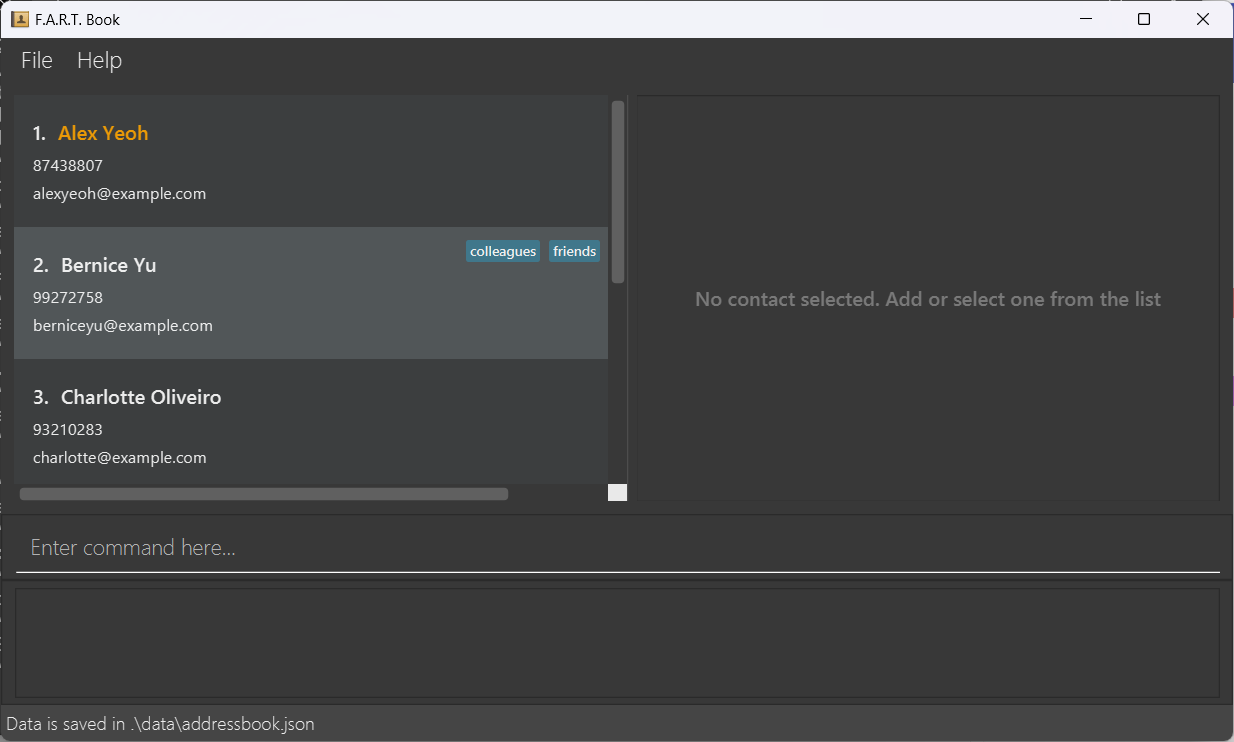 F.A.R.T. Book
File Help
1. Alex Yeoh
87438807
alexyeoh@example.com
2. Bernice Yu
colleagues friends
99272758
berniceyu@example.com
3. Charlotte Oliveiro
93210283
charlotte@example.com
No contact selected. Add or select one from the list
Enter command here...
Data is saved in .\data\addressbook.json